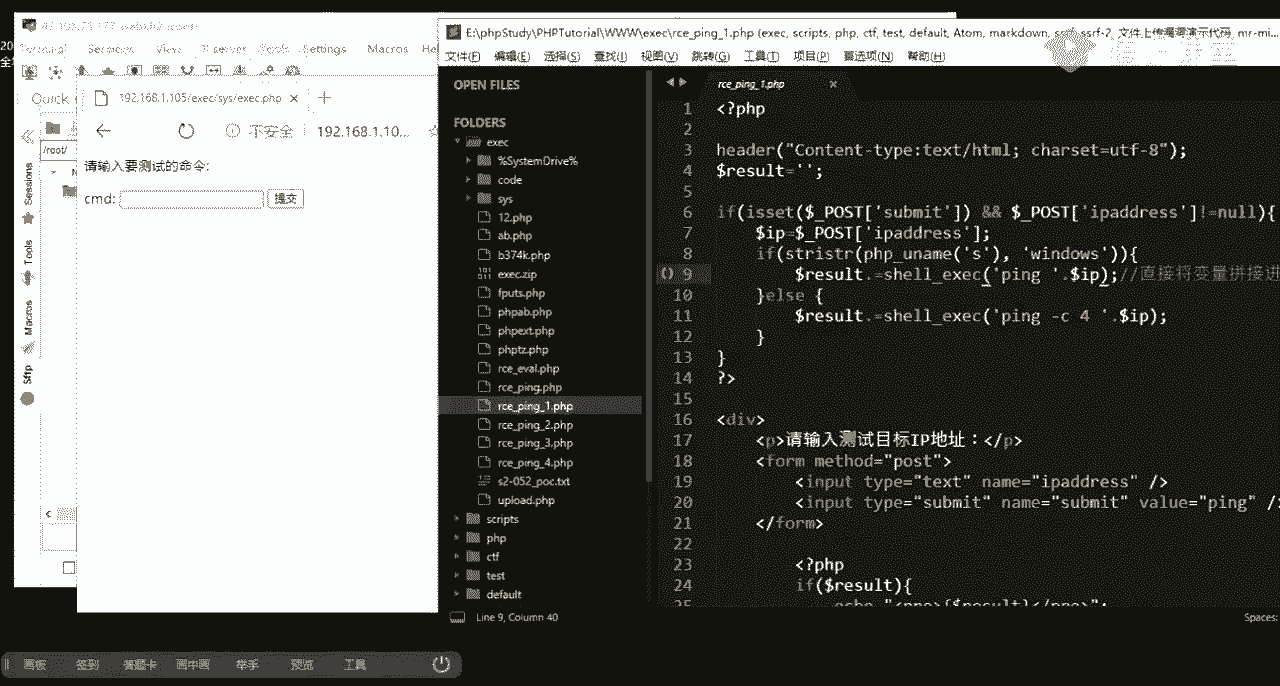 Terminal Sessions View X server Tools Settings Macros
Quick
/root/
Sessions
Tools
Macros
Sftp
192.168.1.105/exec/sys/exec.php
不安全
192.168.1.10...
请输入要测试的命令:
cmd:
提交
E:\phpStudy\PHPTutorial\WWW\exec\rce_ping_1.php (exec, scripts, php, ctf, test, default, Atom, markdown, ssrf, ssrf-2, 文件上传漏洞演示代码, mr-mi...
文件(F) 编辑(E) 选择(S) 查找(I) 视图(V) 跳转(G) 工具(T) 项目(P) 首选项(N) 帮助(H)
OPEN FILES
FOLDERS
exec
%SystemDrive%
code
sys
12.php
ab.php
b374k.php
exec.zip
fputs.php
phpab.php
phpext.php
phptz.php
rce_eval.php
rce_ping.php
rce_ping_1.php
rce_ping_2.php
rce_ping_3.php
rce_ping_4.php
s2-052_poc.txt
upload.php
scripts
php
ctf
test
default
rce_ping_1.php
1 <?php
2
3 header("Content-type:text/html; charset=utf-8");
4 $result='';
5
6 if(isset($_POST['submit']) && $_POST['ipaddress']!=null){
7 $ip=$_POST['ipaddress'];
8 if(stristr(php_uname('s'), 'windows')){
9 $result.=shell_exec('ping '.$ip);//直接将变量拼接进
10 }else {
11 $result.=shell_exec('ping -c 4 '.$ip);
12 }
13 }
14 ?>
15
16 <div>
17 <p>请输入测试目标IP地址：</p>
18 <form method="post">
19 <input type="text" name="ipaddress" />
20 <input type="submit" name="submit" value="ping" />
21 </form>
22
23 <?php
24 if($result){
25 echo "<pre>{$result}</pre>";
Line 9, Column 40
Spaces:
画板 签到 答题卡 画中画 举手 预览 工具